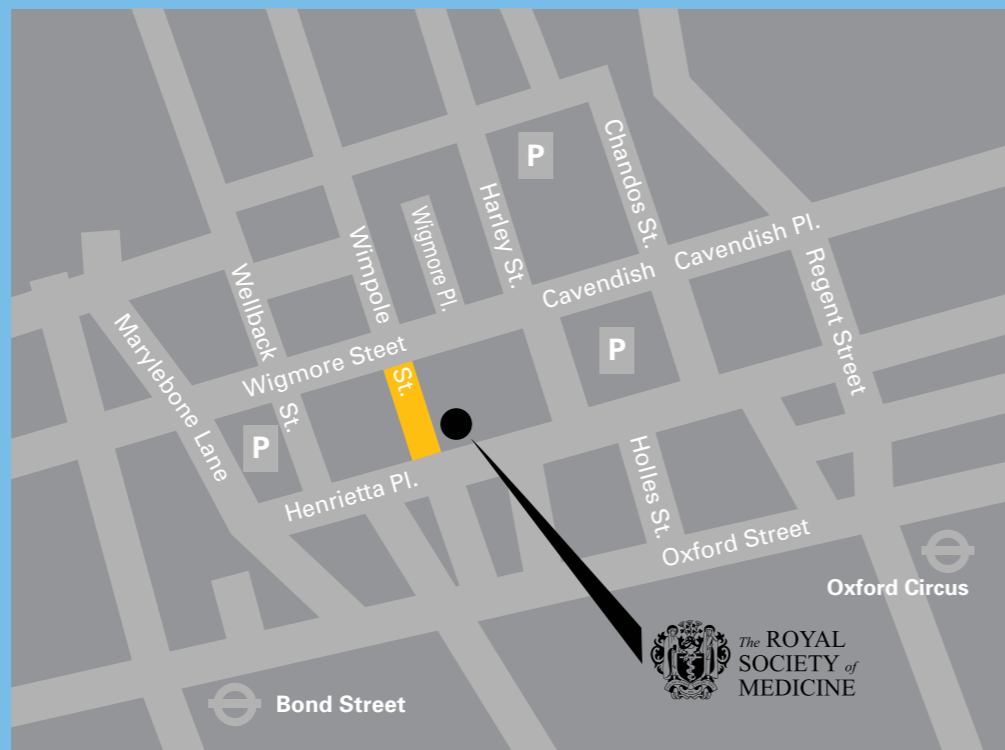 P
Chandos St.
Harley St.
Wigmore Pl.
Wimpole
St.
Cavendish Pl.
Cavendish
Regent Street
Wellback
St.
Marylebone Lane
Wigmore Steet
P
P
Henrietta Pl.
Holles St.
Oxford Street
Oxford Circus
The ROYAL
SOCIETY of
MEDICINE
Bond Street